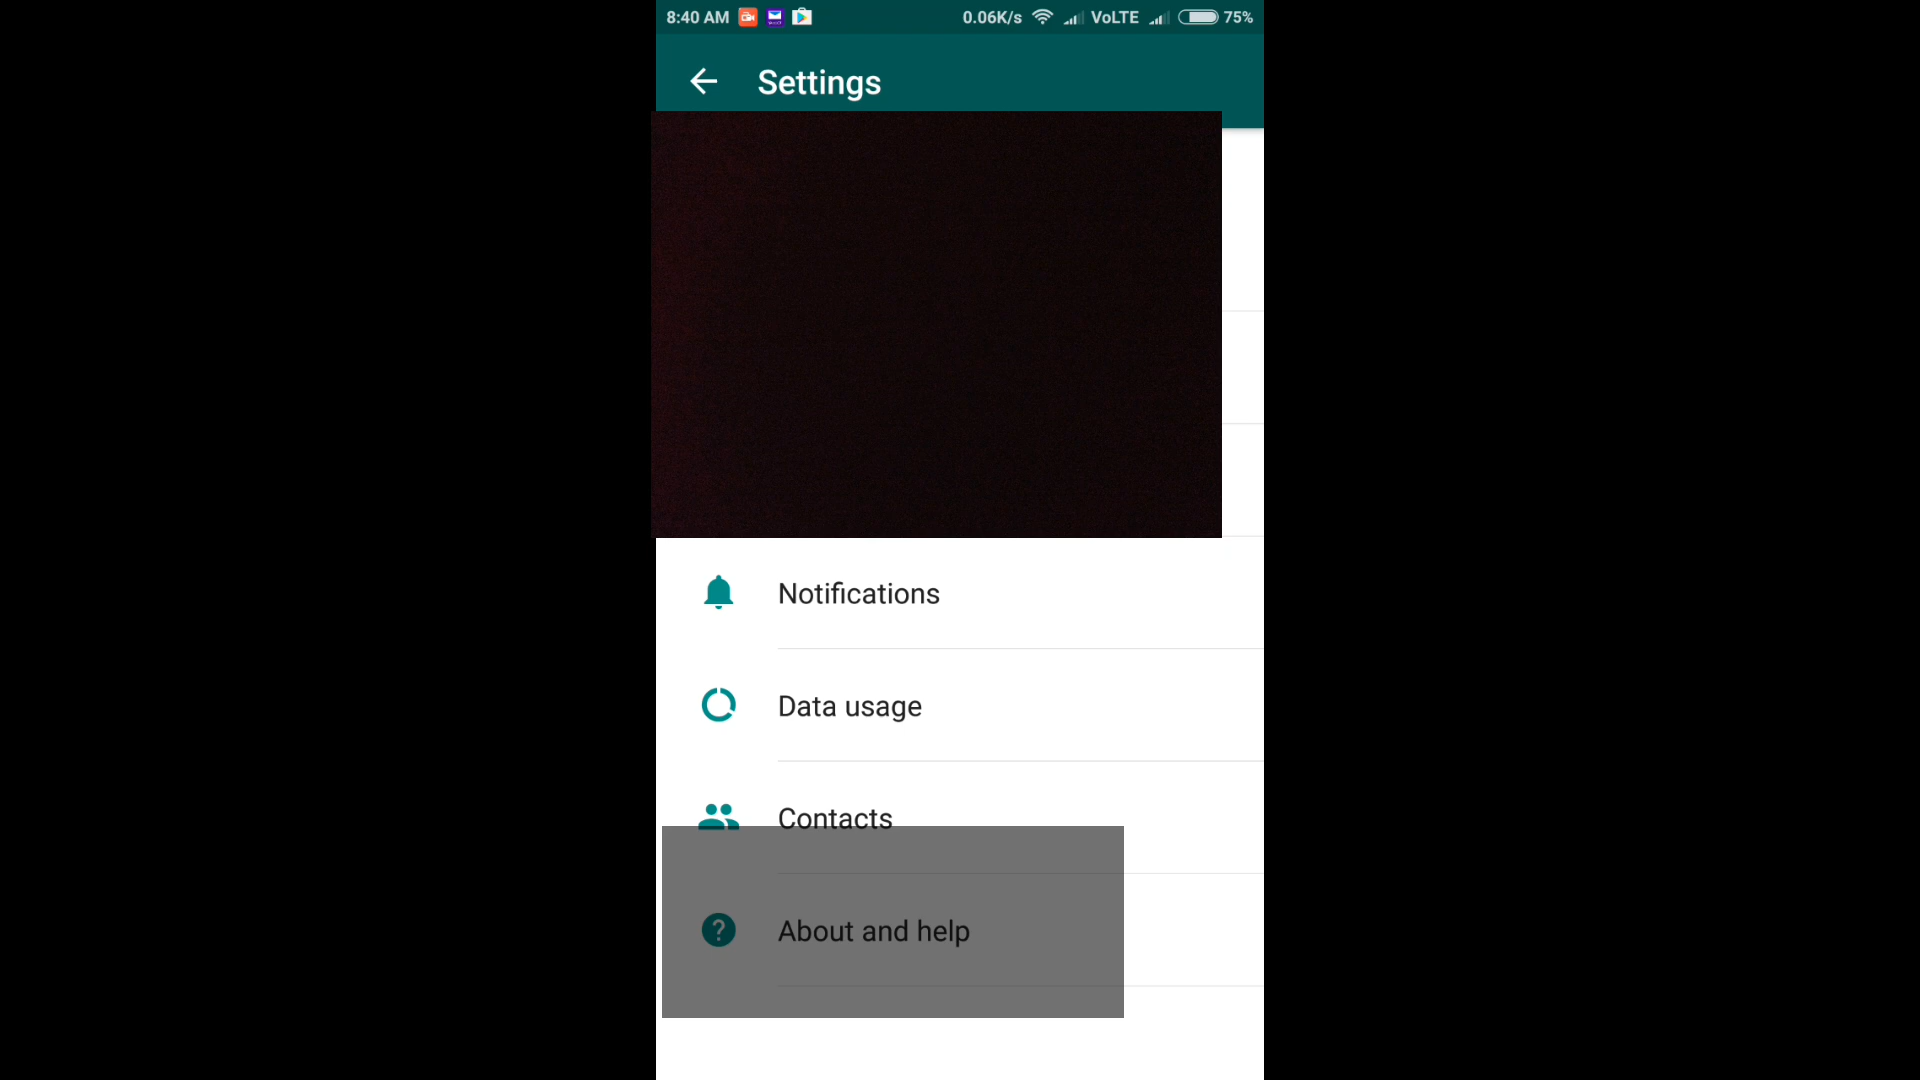 8:40 AM 0.06K/s VoLTE 75%
Settings
Notifications
Data usage
Contacts
About and help